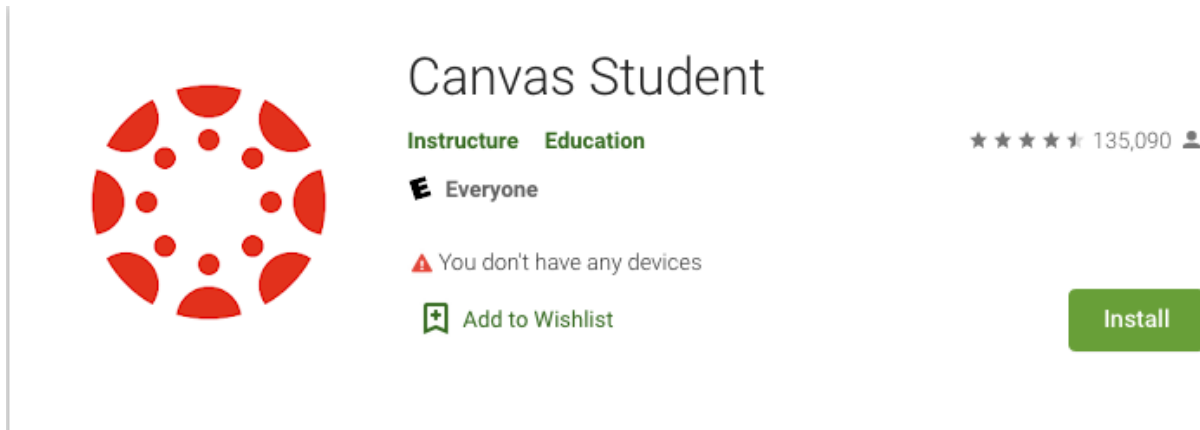 Canvas Student
Instructure Education 135,090
E Everyone
You don't have any devices
Add to Wishlist
Install